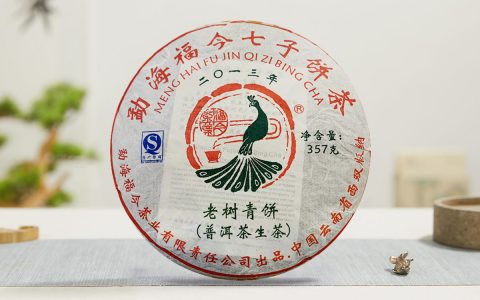 勐海福今七子饼茶
MENG HAI FU JIN QI ZI BING CHA
二〇一三年
®
净含量：
357克
老树青饼
(普洱茶生茶)
勐海福今茶业有限责任公司出品·中国云南省西双版纳